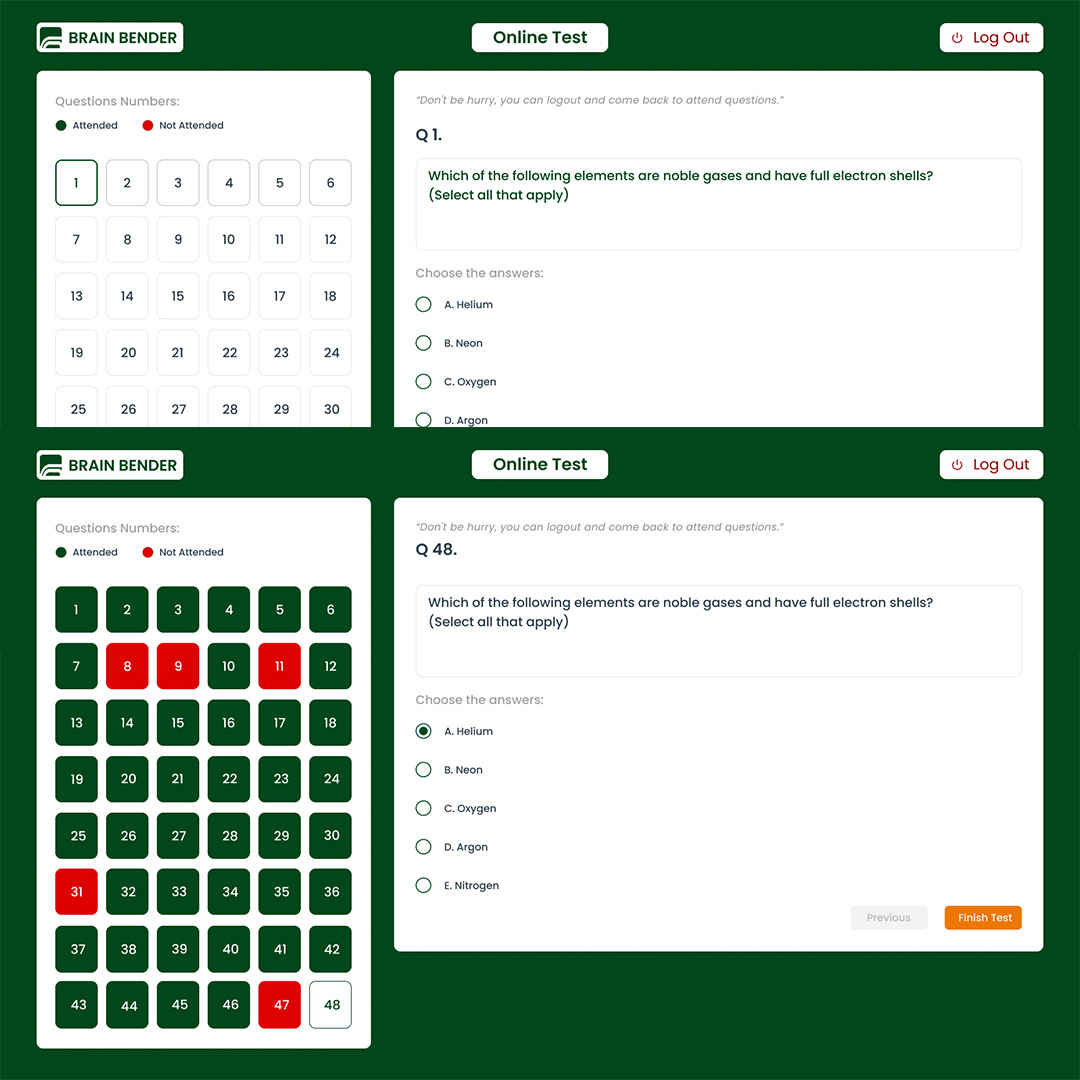 BRAIN BENDER
Online Test
Log Out
Questions Numbers:
Attended Not Attended
1 2 3 4 5 6
7 8 9 10 11 12
13 14 15 16 17 18
19 20 21 22 23 24
25 26 27 28 29 30
“Don't be hurry, you can logout and come back to attend questions.”
Q 1.
Which of the following elements are noble gases and have full electron shells?
(Select all that apply)
Choose the answers:
A. Helium
B. Neon
C. Oxygen
D. Argon
BRAIN BENDER
Online Test
Log Out
Questions Numbers:
Attended Not Attended
1 2 3 4 5 6
7 8 9 10 11 12
13 14 15 16 17 18
19 20 21 22 23 24
25 26 27 28 29 30
31 32 33 34 35 36
37 38 39 40 41 42
43 44 45 46 47 48
“Don't be hurry, you can logout and come back to attend questions.”
Q 48.
Which of the following elements are noble gases and have full electron shells?
(Select all that apply)
Choose the answers:
A. Helium
B. Neon
C. Oxygen
D. Argon
E. Nitrogen
Previous Finish Test